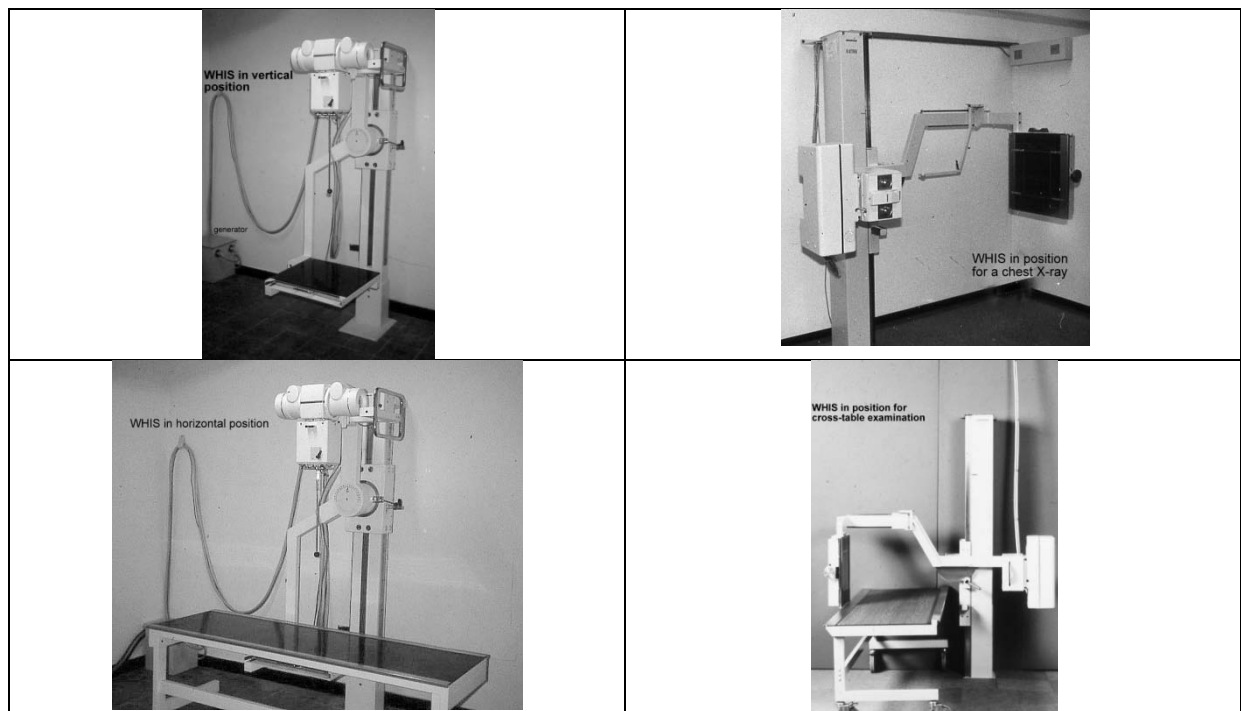 WHIS in vertical
position
generator
WHIS in position
for a chest X-ray
WHIS in horizontal position
WHIS in position for
cross-table examination